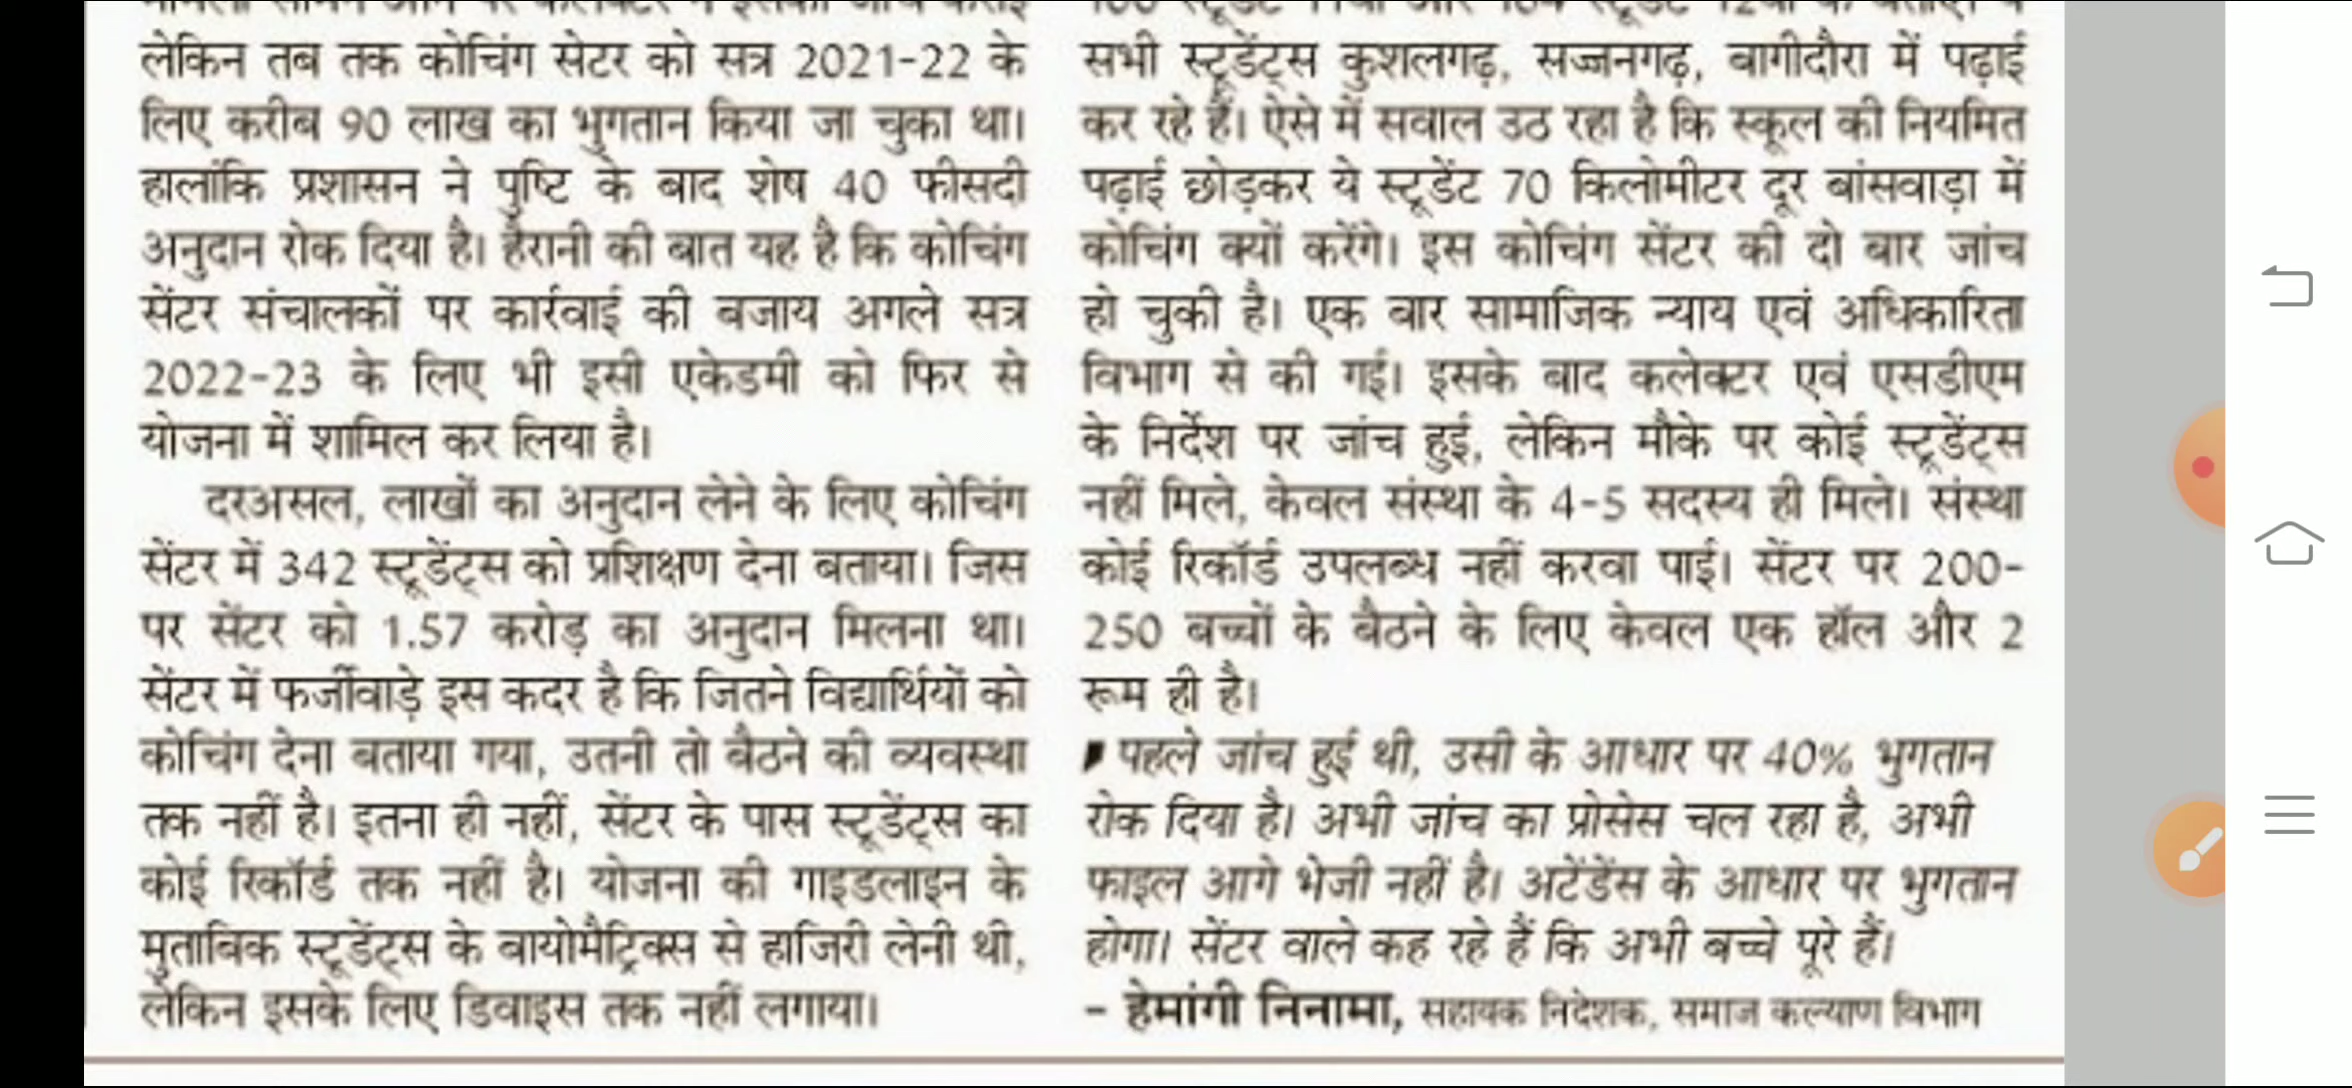 लेकिन तब तक कोचिंग सेटर को सत्र 2021-22 के
लिए करीब 90 लाख का भुगतान किया जा चुका था।
हालांकि प्रशासन ने पुष्टि के बाद शेष 40 फीसदी
अनुदान रोक दिया है। हैरानी की बात यह है कि कोचिंग
सेंटर संचालकों पर कार्रवाई की बजाय अगले सत्र
2022-23 के लिए भी इसी एकेडमी को फिर से
योजना में शामिल कर लिया है।
दरअसल, लाखों का अनुदान लेने के लिए कोचिंग
सेंटर में 342 स्टूडेंट्स को प्रशिक्षण देना बताया। जिस
पर सेंटर को 1.57 करोड़ का अनुदान मिलना था।
सेंटर में फर्जीवाड़े इस कदर है कि जितने विद्यार्थियों को
कोचिंग देना बताया गया, उतनी तो बैठने की व्यवस्था
तक नहीं है। इतना ही नहीं, सेंटर के पास स्टूडेंट्स का
कोई रिकॉर्ड तक नहीं है। योजना की गाइडलाइन के
मुताबिक स्टूडेंट्स के बायोमैट्रिक्स से हाजिरी लेनी थी,
लेकिन इसके लिए डिवाइस तक नहीं लगाया।
सभी स्टूडेंट्स कुशलगढ़, सज्जनगढ़, बागीदौरा में पढ़ाई
कर रहे हैं। ऐसे में सवाल उठ रहा है कि स्कूल की नियमित
पढ़ाई छोड़कर ये स्टूडेंट 70 किलोमीटर दूर बांसवाड़ा में
कोचिंग क्यों करेंगे। इस कोचिंग सेंटर की दो बार जांच
हो चुकी है। एक बार सामाजिक न्याय एवं अधिकारिता
विभाग से की गई। इसके बाद कलेक्टर एवं एसडीएम
के निर्देश पर जांच हुई, लेकिन मौके पर कोई स्टूडेंट्स
नहीं मिले, केवल संस्था के 4-5 सदस्य ही मिले। संस्था
कोई रिकॉर्ड उपलब्ध नहीं करवा पाई। सेंटर पर 200-
250 बच्चों के बैठने के लिए केवल एक हॉल और 2
रूम ही है।
पहले जांच हुई थी, उसी के आधार पर 40% भुगतान
रोक दिया है। अभी जांच का प्रोसेस चल रहा है, अभी
फाइल आगे भेजी नहीं है। अटेंडेंस के आधार पर भुगतान
होगा। सेंटर वाले कह रहे हैं कि अभी बच्चे पूरे हैं।
- हेमांगी निनामा, सहायक निदेशक, समाज कल्याण विभाग